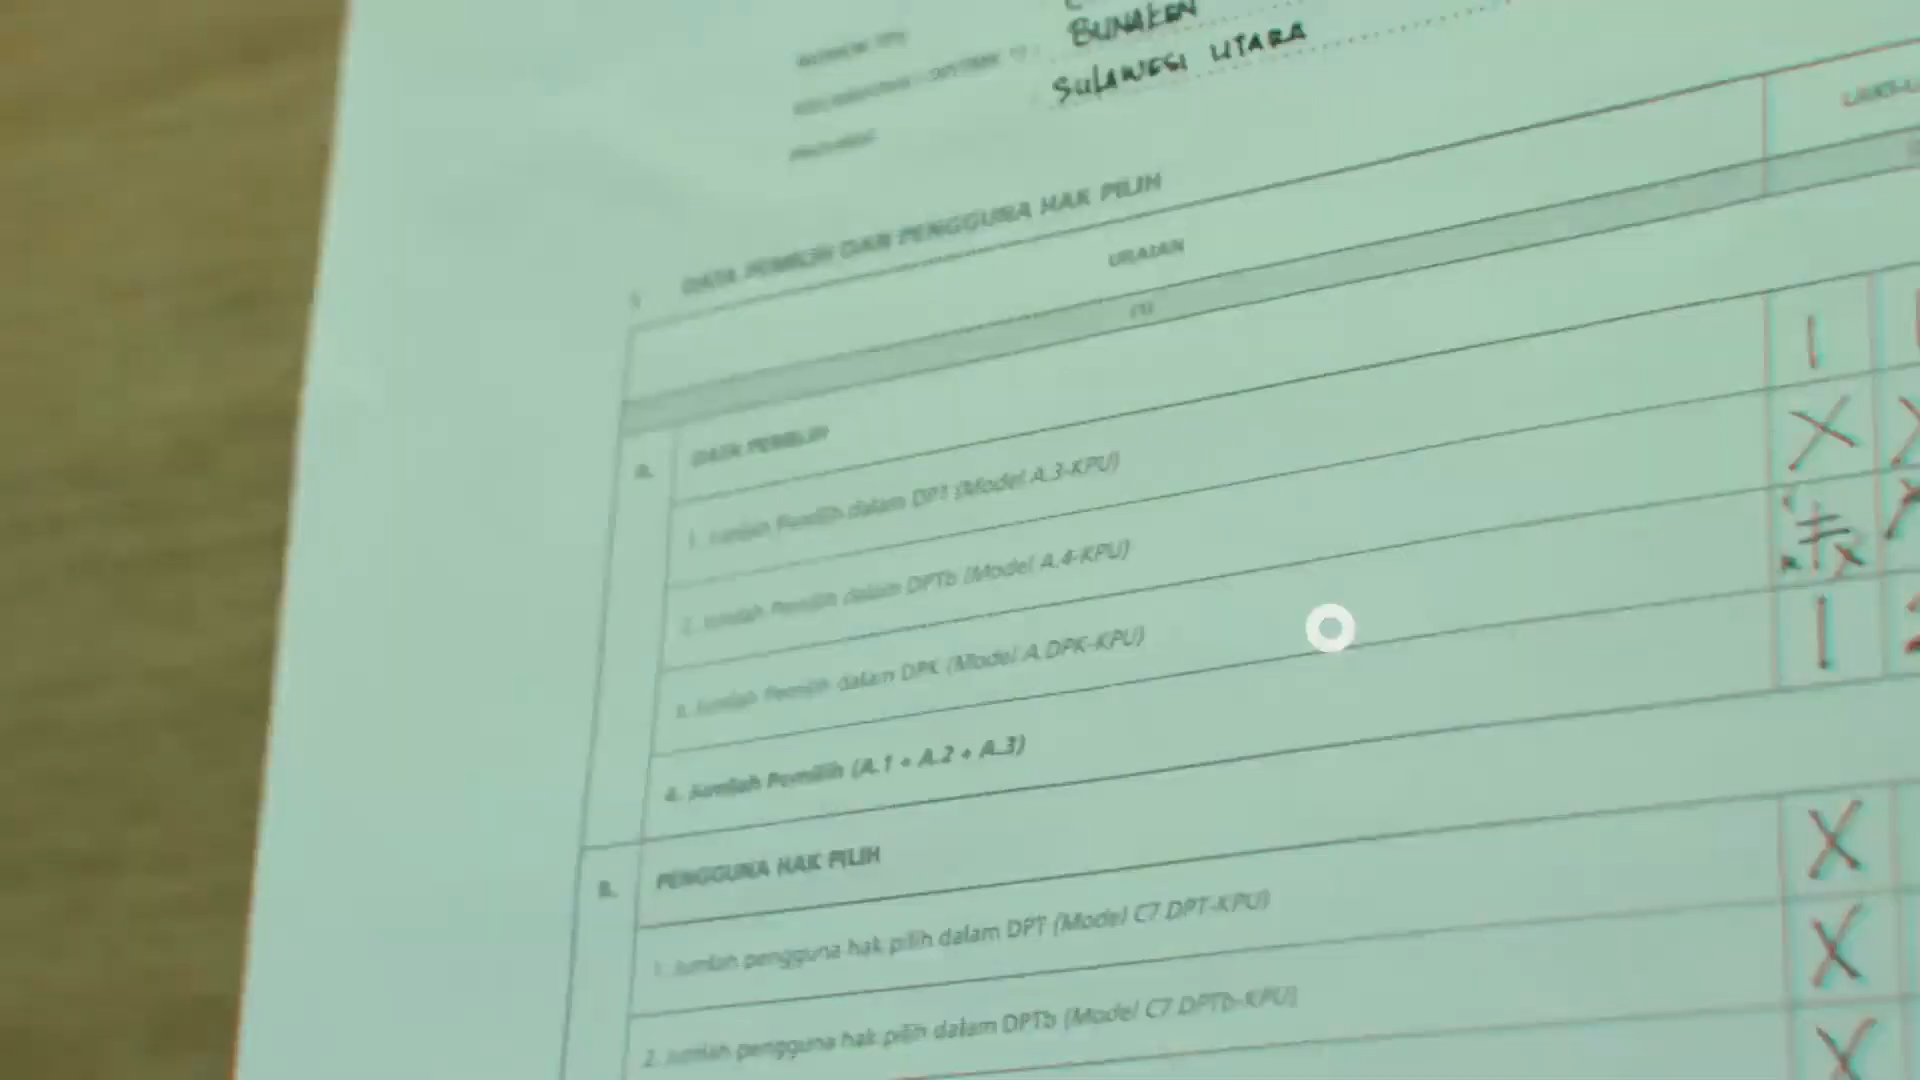 BUNAKEN
PROVINSI SULAWESI UTARA
DATA PEMILIH DAN PENGGUNA HAK PILIH
URAIAN
(1)
A. DATA PEMILIH
1. Jumlah Pemilih dalam DPT (Model A.3-KPU)
2. Jumlah Pemilih dalam DPTb (Model A.4-KPU)
3. Jumlah Pemilih dalam DPK (Model A.DPK-KPU)
4. Jumlah Pemilih (A.1 + A.2 + A.3)
B. PENGGUNA HAK PILIH
1. Jumlah pengguna hak pilih dalam DPT (Model C7.DPT-KPU)
2. Jumlah pengguna hak pilih dalam DPTb (Model C7.DPTb-KPU)